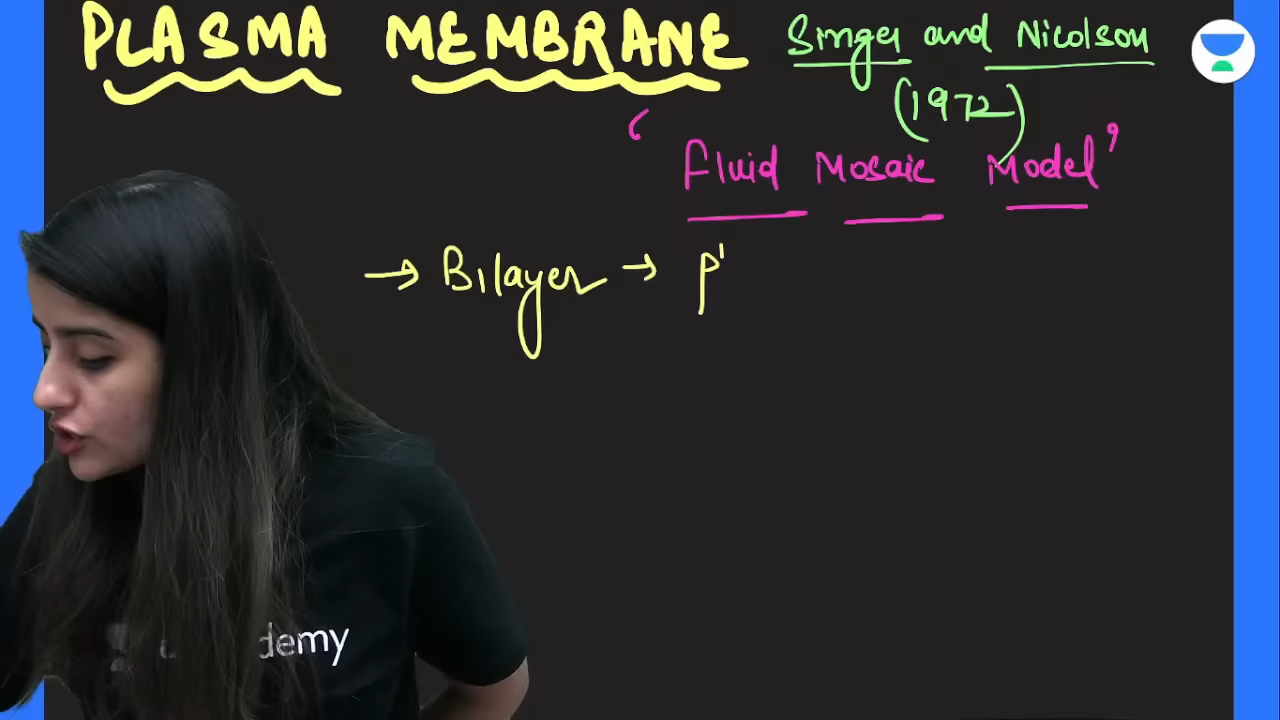 PLASMA MEMBRANE Singer and Nicolson
(1972)
‘ Fluid Mosaic Model ’
→ Bilayer → P'
demy